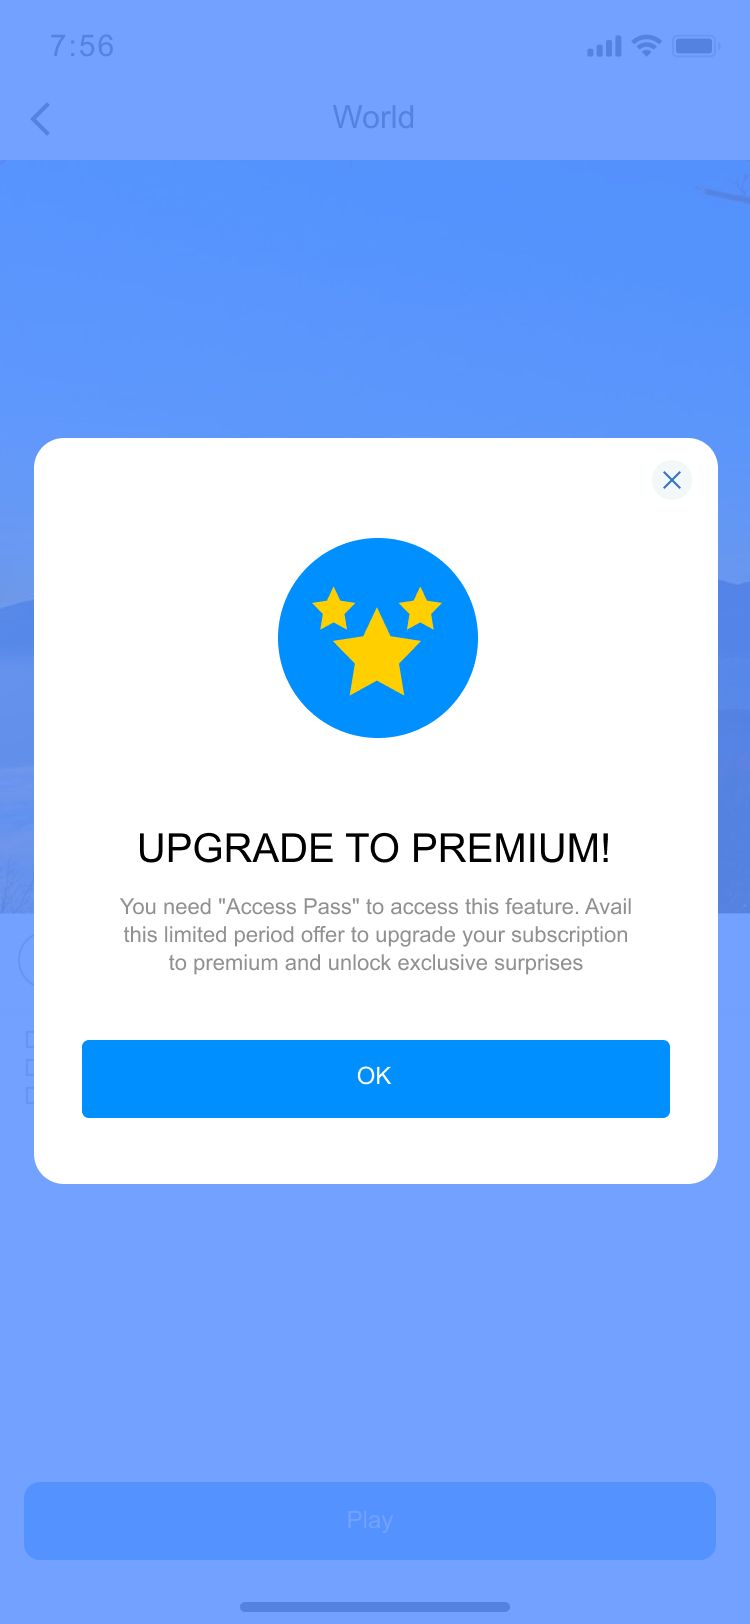 7:56
World
UPGRADE TO PREMIUM!
You need "Access Pass" to access this feature. Avail
this limited period offer to upgrade your subscription
to premium and unlock exclusive surprises
OK
Play